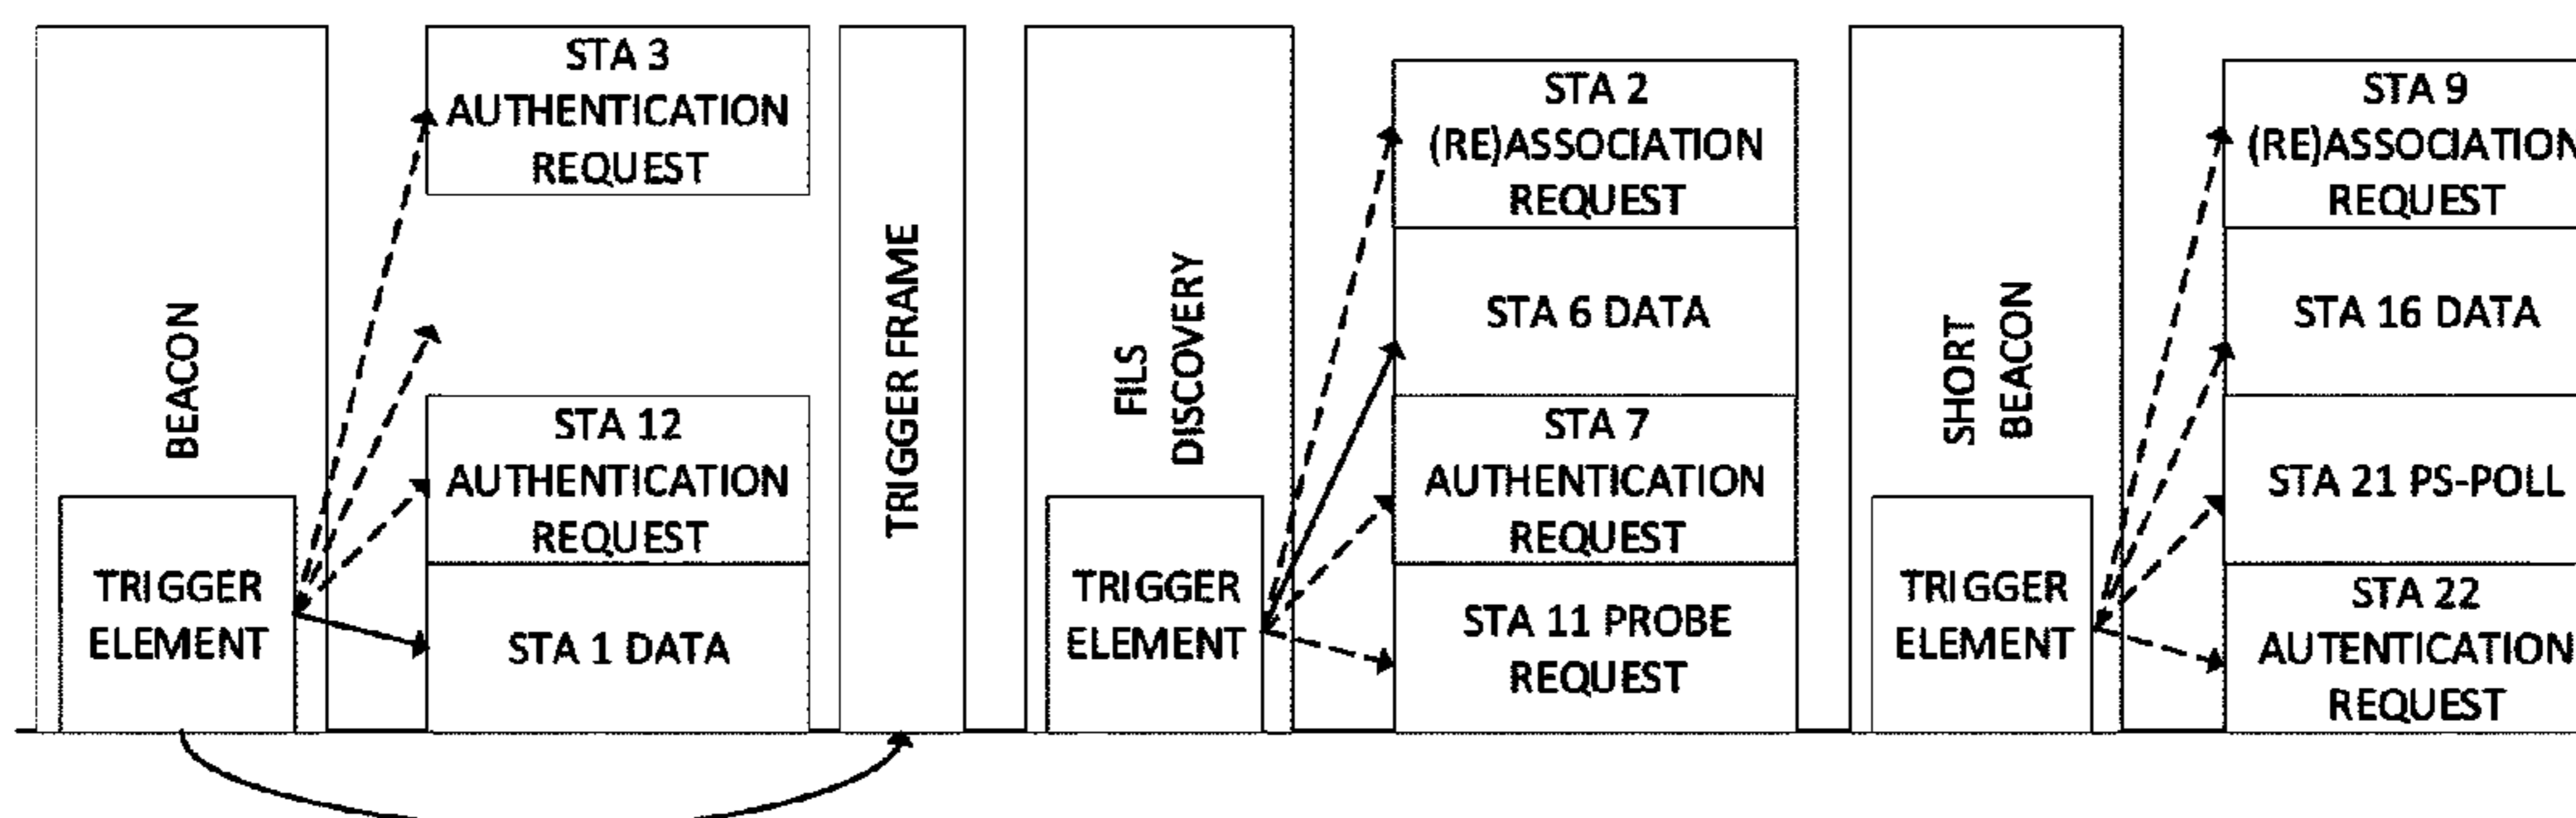 BEACON
TRIGGER
ELEMENT
STA 3
AUTHENTICATION
REQUEST
STA 12
AUTHENTICATION
REQUEST
STA 1 DATA
TRIGGER FRAME
FILS
DISCOVERY
TRIGGER
ELEMENT
STA 2
(RE)ASSOCIATION
REQUEST
STA 6 DATA
STA 7
AUTHENTICATION
REQUEST
STA 11 PROBE
REQUEST
SHORT
BEACON
TRIGGER
ELEMENT
STA 9
(RE)ASSOCIATION
REQUEST
STA 16 DATA
STA 21 PS-POLL
STA 22
AUTENTICATION
REQUEST